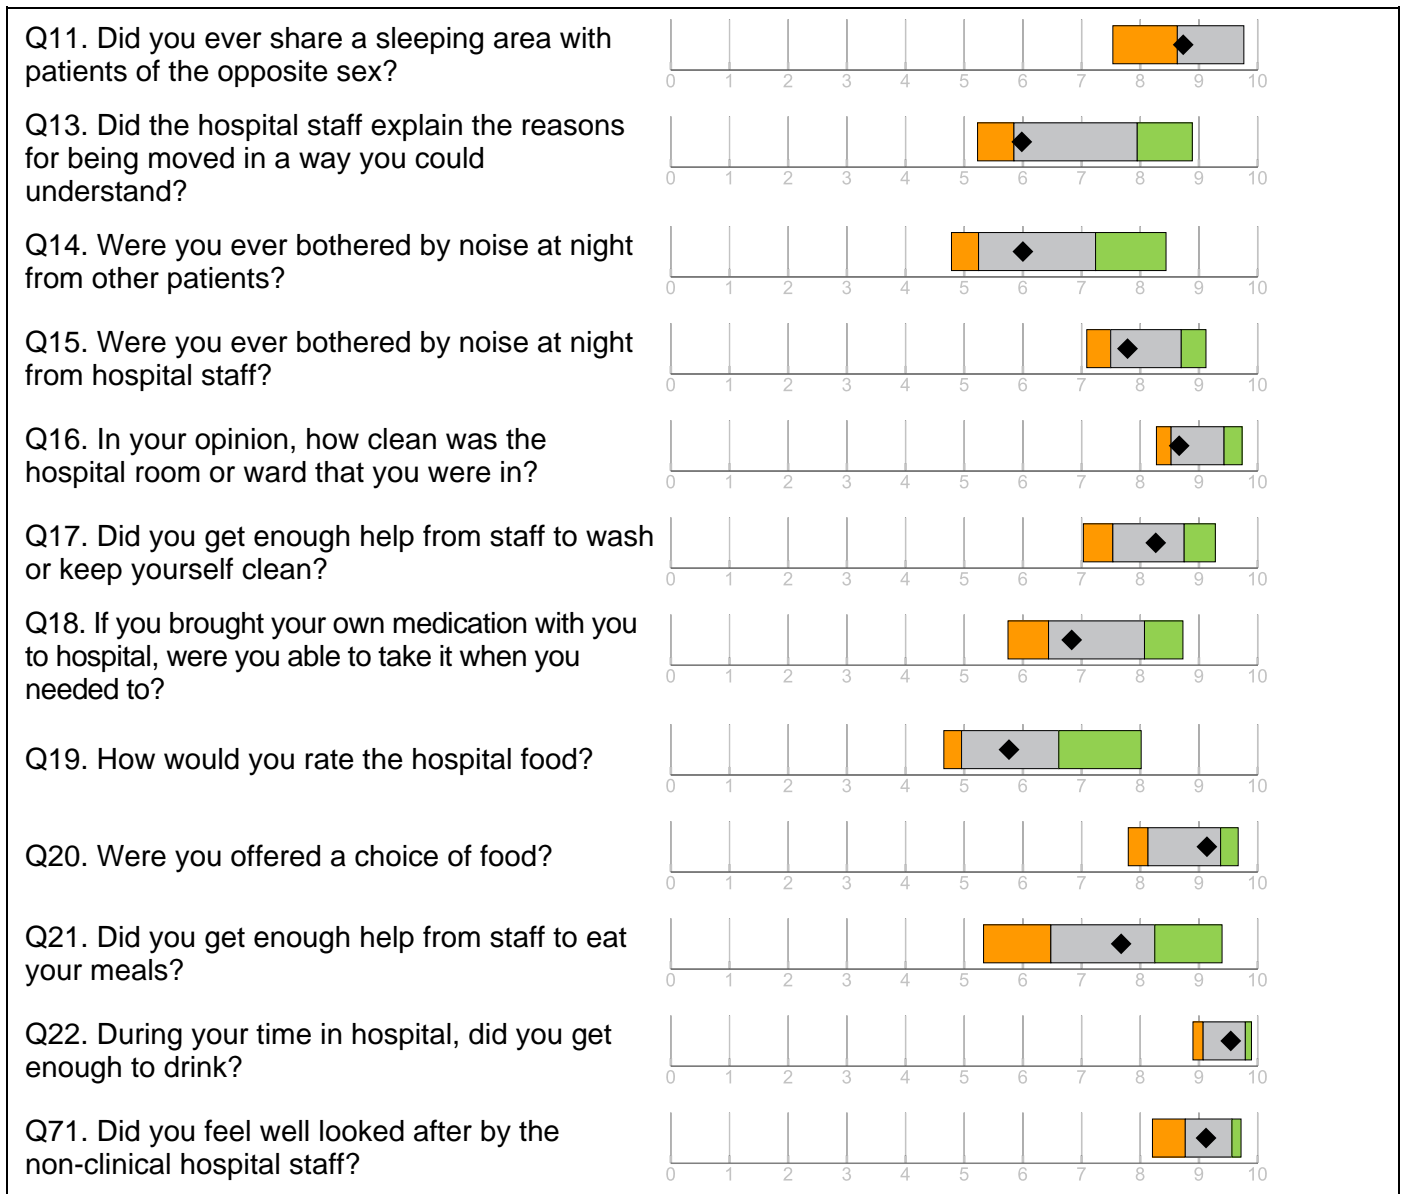 Q11. Did you ever share a sleeping area with
patients of the opposite sex?
0 1 2 3 4 5 6 7 8 9 10
Q13. Did the hospital staff explain the reasons
for being moved in a way you could
understand?
0 1 2 3 4 5 6 7 8 9 10
Q14. Were you ever bothered by noise at night
from other patients?
0 1 2 3 4 5 6 7 8 9 10
Q15. Were you ever bothered by noise at night
from hospital staff?
0 1 2 3 4 5 6 7 8 9 10
Q16. In your opinion, how clean was the
hospital room or ward that you were in?
0 1 2 3 4 5 6 7 8 9 10
Q17. Did you get enough help from staff to wash
or keep yourself clean?
0 1 2 3 4 5 6 7 8 9 10
Q18. If you brought your own medication with you
to hospital, were you able to take it when you
needed to?
0 1 2 3 4 5 6 7 8 9 10
Q19. How would you rate the hospital food?
0 1 2 3 4 5 6 7 8 9 10
Q20. Were you offered a choice of food?
0 1 2 3 4 5 6 7 8 9 10
Q21. Did you get enough help from staff to eat
your meals?
0 1 2 3 4 5 6 7 8 9 10
Q22. During your time in hospital, did you get
enough to drink?
0 1 2 3 4 5 6 7 8 9 10
Q71. Did you feel well looked after by the
non-clinical hospital staff?
0 1 2 3 4 5 6 7 8 9 10